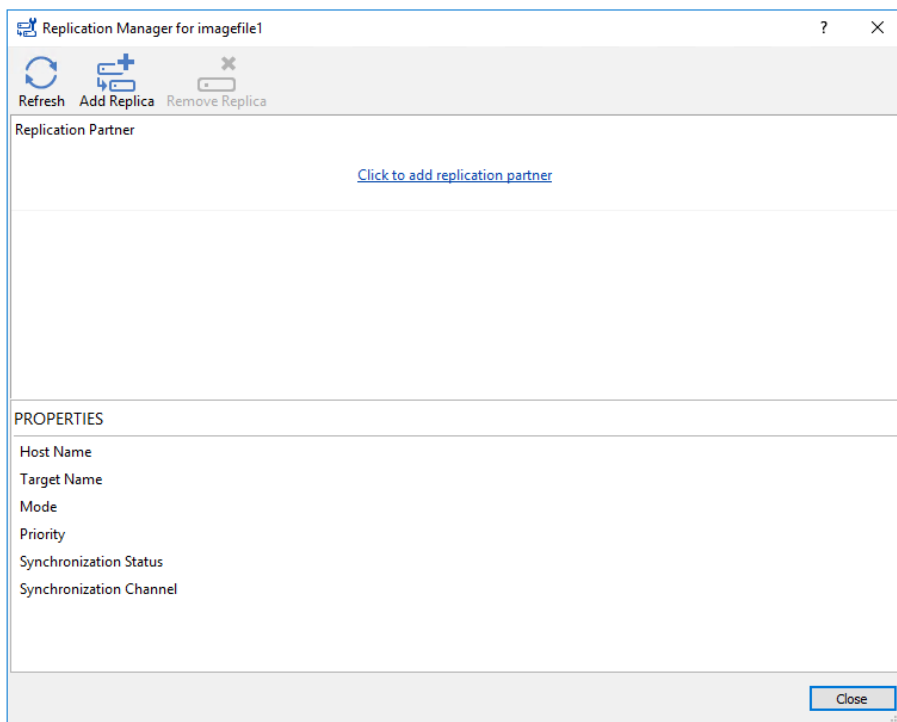 Replication Manager for imagefile1
Refresh Add Replica Remove Replica
Replication Partner
Click to add replication partner
PROPERTIES
Host Name
Target Name
Mode
Priority
Synchronization Status
Synchronization Channel
Close